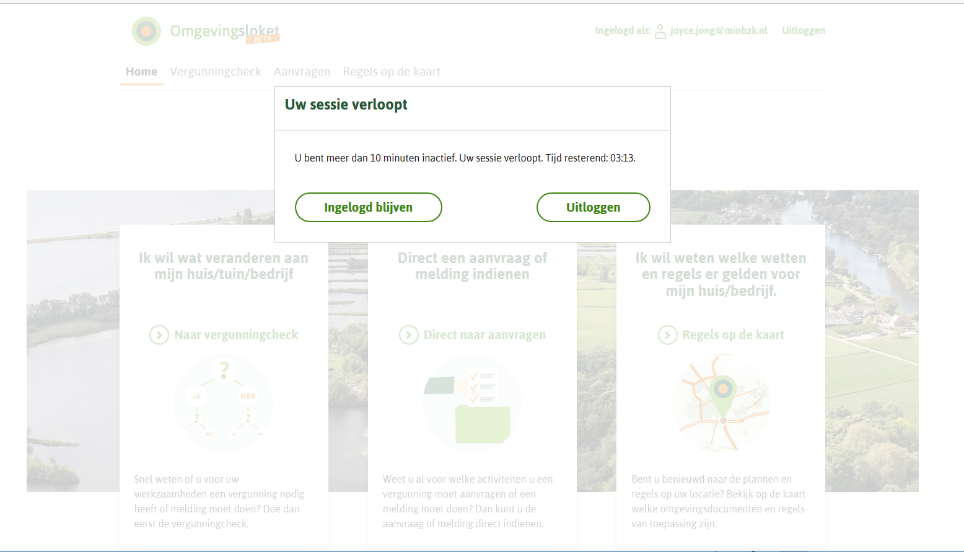 Omgevingsloket
BETA
Ingelogd als: joyce.jong@minbzk.nl Uitloggen
Home Vergunningcheck Aanvragen Regels op de kaart
Uw sessie verloopt
U bent meer dan 10 minuten inactief. Uw sessie verloopt. Tijd resterend: 03:13.
Ingelogd blijven Uitloggen
Ik wil wat veranderen aan
mijn huis/tuin/bedrijf
Naar vergunningcheck
?
JA NEE
? ?
Snel weten of u voor uw
werkzaamheden een vergunning nodig
heeft of melding moet doen? Doe dan
eerst de vergunningcheck.
Direct een aanvraag of
melding indienen
Direct naar aanvragen
Weet u al voor welke activiteiten u een
vergunning moet aanvragen of een
melding moet doen? Dan kunt u de
aanvraag of melding direct indienen.
Ik wil weten welke wetten
en regels er gelden voor
mijn huis/bedrijf.
Regels op de kaart
Bent u benieuwd naar de plannen en
regels op uw locatie? Bekijk op de kaart
welke omgevingsdocumenten en regels
van toepassing zijn.